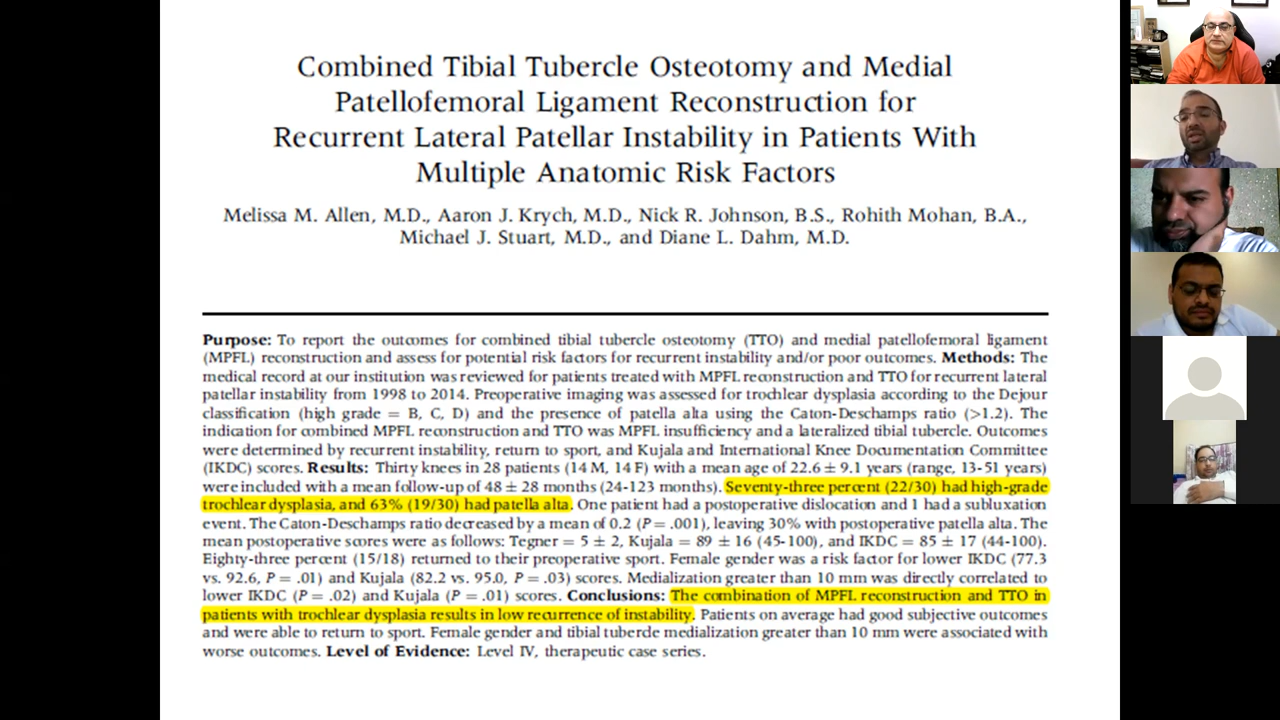 Combined Tibial Tubercle Osteotomy and Medial
Patellofemoral Ligament Reconstruction for
Recurrent Lateral Patellar Instability in Patients With
Multiple Anatomic Risk Factors
Melissa M. Allen, M.D., Aaron J. Krych, M.D., Nick R. Johnson, B.S., Rohith Mohan, B.A.,
Michael J. Stuart, M.D., and Diane L. Dahm, M.D.
Purpose: To report the outcomes for combined tibial tubercle osteotomy (TTO) and medial patellofemoral ligament
(MPFL) reconstruction and assess for potential risk factors for recurrent instability and/or poor outcomes. Methods: The
medical record at our institution was reviewed for patients treated with MPFL reconstruction and TTO for recurrent lateral
patellar instability from 1998 to 2014. Preoperative imaging was assessed for trochlear dysplasia according to the Dejour
classification (high grade = B, C, D) and the presence of patella alta using the Caton-Deschamps ratio (>1.2). The
indication for combined MPFL reconstruction and TTO was MPFL insufficiency and a lateralized tibial tubercle. Outcomes
were determined by recurrent instability, return to sport, and Kujala and International Knee Documentation Committee
(IKDC) scores. Results: Thirty knees in 28 patients (14 M, 14 F) with a mean age of 22.6 ± 9.1 years (range, 13-51 years)
were included with a mean follow-up of 48 ± 28 months (24-123 months). Seventy-three percent (22/30) had high-grade
trochlear dysplasia, and 63% (19/30) had patella alta. One patient had a postoperative dislocation and 1 had a subluxation
event. The Caton-Deschamps ratio decreased by a mean of 0.2 (P = .001), leaving 30% with postoperative patella alta. The
mean postoperative scores were as follows: Tegner = 5 ± 2, Kujala = 89 ± 16 (45-100), and IKDC = 85 ± 17 (44-100).
Eighty-three percent (15/18) returned to their preoperative sport. Female gender was a risk factor for lower IKDC (77.3
vs. 92.6, P = .01) and Kujala (82.2 vs. 95.0, P = .03) scores. Medialization greater than 10 mm was directly correlated to
lower IKDC (P = .02) and Kujala (P = .01) scores. Conclusions: The combination of MPFL reconstruction and TTO in
patients with trochlear dysplasia results in low recurrence of instability. Patients on average had good subjective outcomes
and were able to return to sport. Female gender and tibial tubercle medialization greater than 10 mm were associated with
worse outcomes. Level of Evidence: Level IV, therapeutic case series.